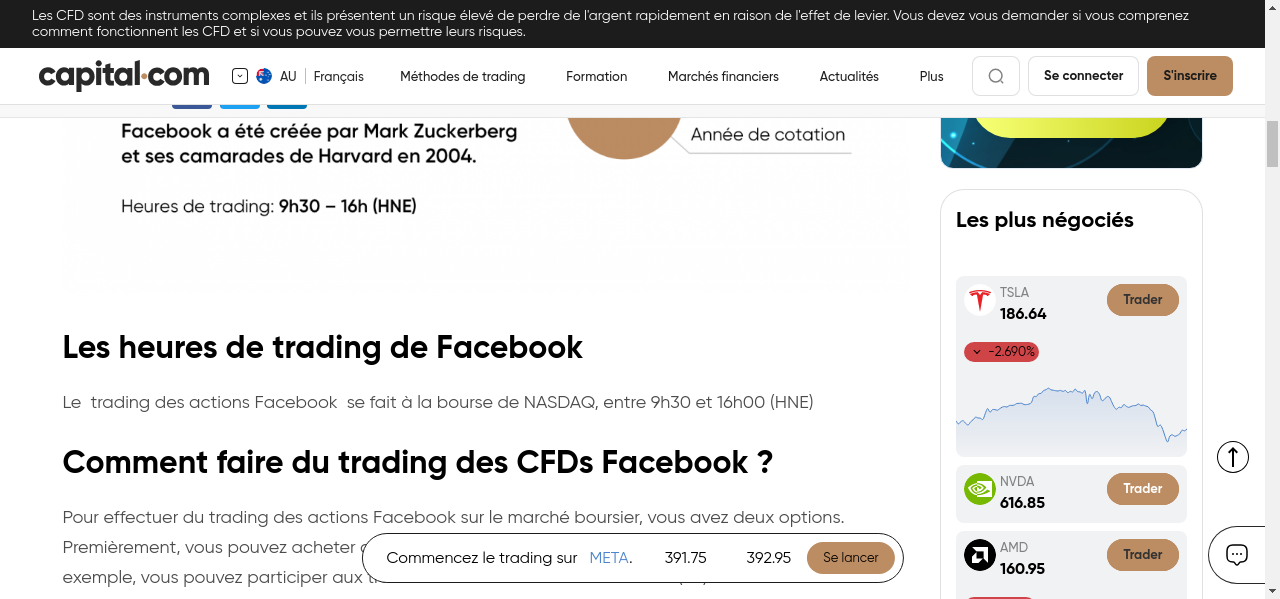 Les CFD sont des instruments complexes et ils présentent un risque élevé de perdre de l'argent rapidement en raison de l'effet de levier. Vous devez vous demander si vous comprenez
comment fonctionnent les CFD et si vous pouvez vous permettre leurs risques.
capital.com
AU
Français
Méthodes de trading
Formation
Marchés financiers
Actualités
Plus
Se connecter
S'inscrire
Facebook a été créée par Mark Zuckerberg
et ses camarades de Harvard en 2004.
Année de cotation
Heures de trading: 9h30 – 16h (HNE)
Les heures de trading de Facebook
Le trading des actions Facebook se fait à la bourse de NASDAQ, entre 9h30 et 16h00 (HNE)
Comment faire du trading des CFDs Facebook ?
Pour effectuer du trading des actions Facebook sur le marché boursier, vous avez deux options.
Premièrement, vous pouvez acheter
exemple, vous pouvez participer aux
Commencez le trading sur META.
391.75
392.95
Se lancer
Les plus négociés
TSLA
186.64
Trader
-2.690%
NVDA
616.85
Trader
AMD
160.95
Trader